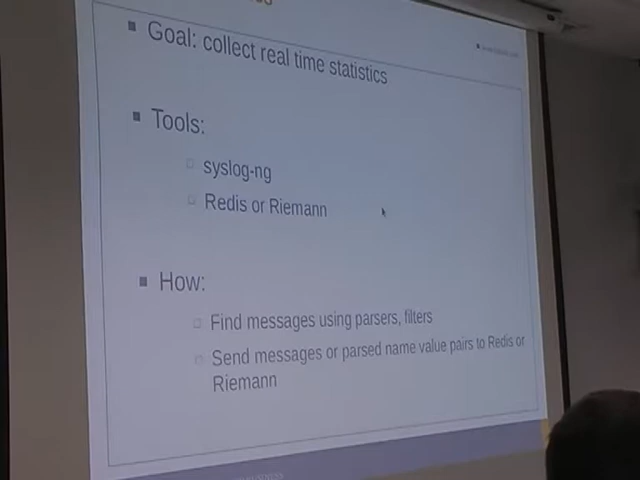 Goal: collect real time statistics
Tools:
syslog-ng
Redis or Riemann
How:
Find messages using parsers, filters
Send messages or parsed name value pairs to Redis or
Riemann